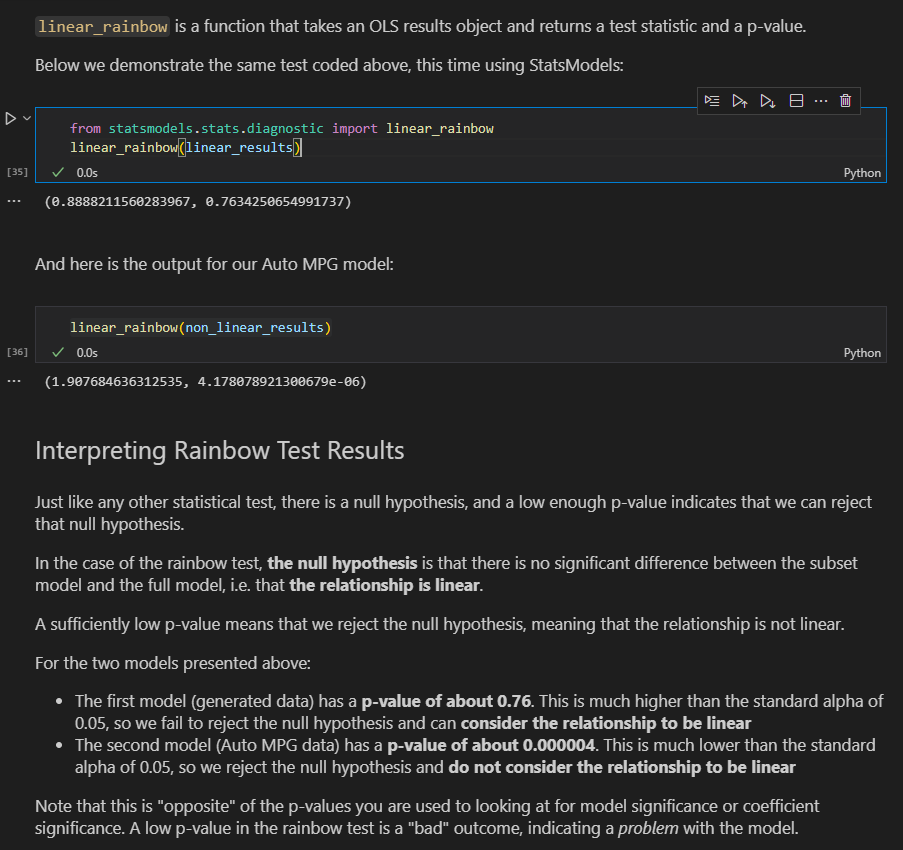 linear_rainbow is a function that takes an OLS results object and returns a test statistic and a p-value.
Below we demonstrate the same test coded above, this time using StatsModels:
from statsmodels.stats.diagnostic import linear_rainbow
linear_rainbow(linear_results)
[35]
0.0s
Python
(0.8888211560283967, 0.7634250654991737)
And here is the output for our Auto MPG model:
linear_rainbow(non_linear_results)
[36]
0.0s
Python
(1.907684636312535, 4.178078921300679e-06)
Interpreting Rainbow Test Results
Just like any other statistical test, there is a null hypothesis, and a low enough p-value indicates that we can reject
that null hypothesis.
In the case of the rainbow test, the null hypothesis is that there is no significant difference between the subset
model and the full model, i.e. that the relationship is linear.
A sufficiently low p-value means that we reject the null hypothesis, meaning that the relationship is not linear.
For the two models presented above:
• The first model (generated data) has a p-value of about 0.76. This is much higher than the standard alpha of
0.05, so we fail to reject the null hypothesis and can consider the relationship to be linear
• The second model (Auto MPG data) has a p-value of about 0.000004. This is much lower than the standard
alpha of 0.05, so we reject the null hypothesis and do not consider the relationship to be linear
Note that this is "opposite" of the p-values you are used to looking at for model significance or coefficient
significance. A low p-value in the rainbow test is a "bad" outcome, indicating a problem with the model.